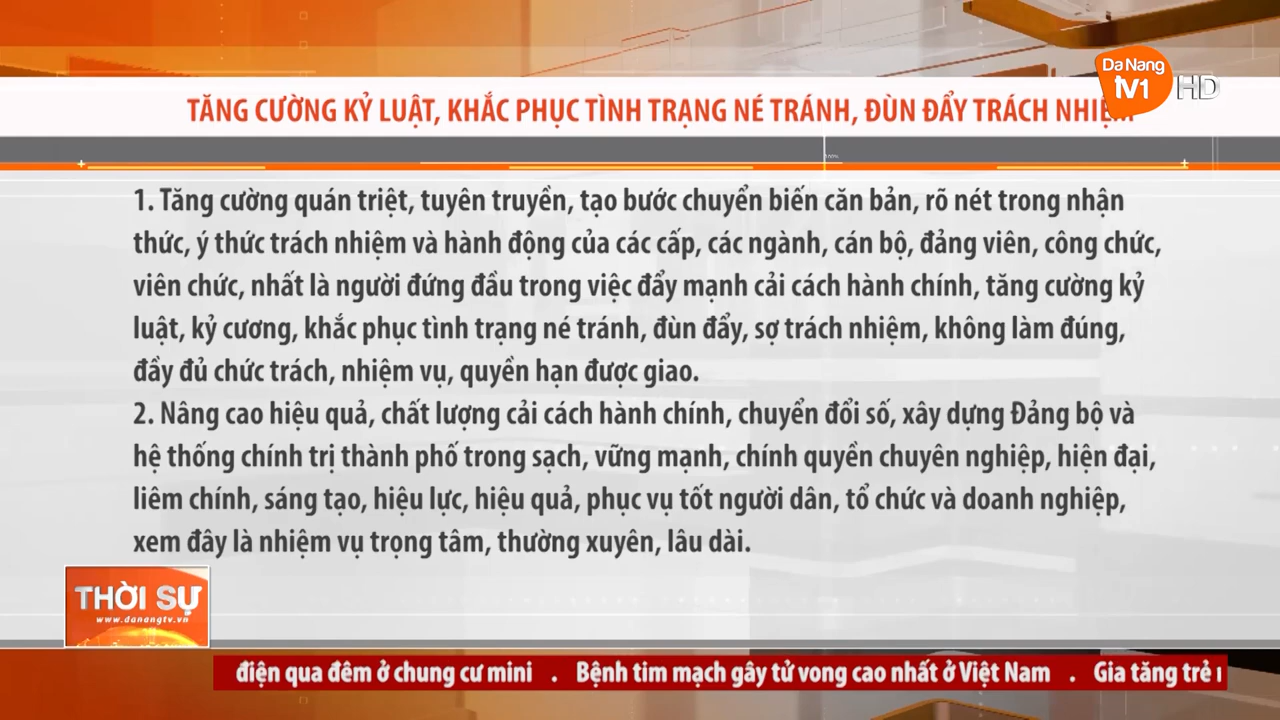 Da Nang
tv1 HD
TĂNG CƯỜNG KỶ LUẬT, KHẮC PHỤC TÌNH TRẠNG NÉ TRÁNH, ĐÙN ĐẨY TRÁCH NHIỆM
100%
1. Tăng cường quán triệt, tuyên truyền, tạo bước chuyển biến căn bản, rõ nét trong nhận
thức, ý thức trách nhiệm và hành động của các cấp, các ngành, cán bộ, đảng viên, công chức,
viên chức, nhất là người đứng đầu trong việc đẩy mạnh cải cách hành chính, tăng cường kỷ
luật, kỷ cương, khắc phục tình trạng né tránh, đùn đẩy, sợ trách nhiệm, không làm đúng,
đầy đủ chức trách, nhiệm vụ, quyền hạn được giao.
2. Nâng cao hiệu quả, chất lượng cải cách hành chính, chuyển đổi số, xây dựng Đảng bộ và
hệ thống chính trị thành phố trong sạch, vững mạnh, chính quyền chuyên nghiệp, hiện đại,
liêm chính, sáng tạo, hiệu lực, hiệu quả, phục vụ tốt người dân, tổ chức và doanh nghiệp,
xem đây là nhiệm vụ trọng tâm, thường xuyên, lâu dài.
THỜI SỰ
www.danangtv.vn
điện qua đêm ở chung cư mini . Bệnh tim mạch gây tử vong cao nhất ở Việt Nam . Gia tăng trẻ